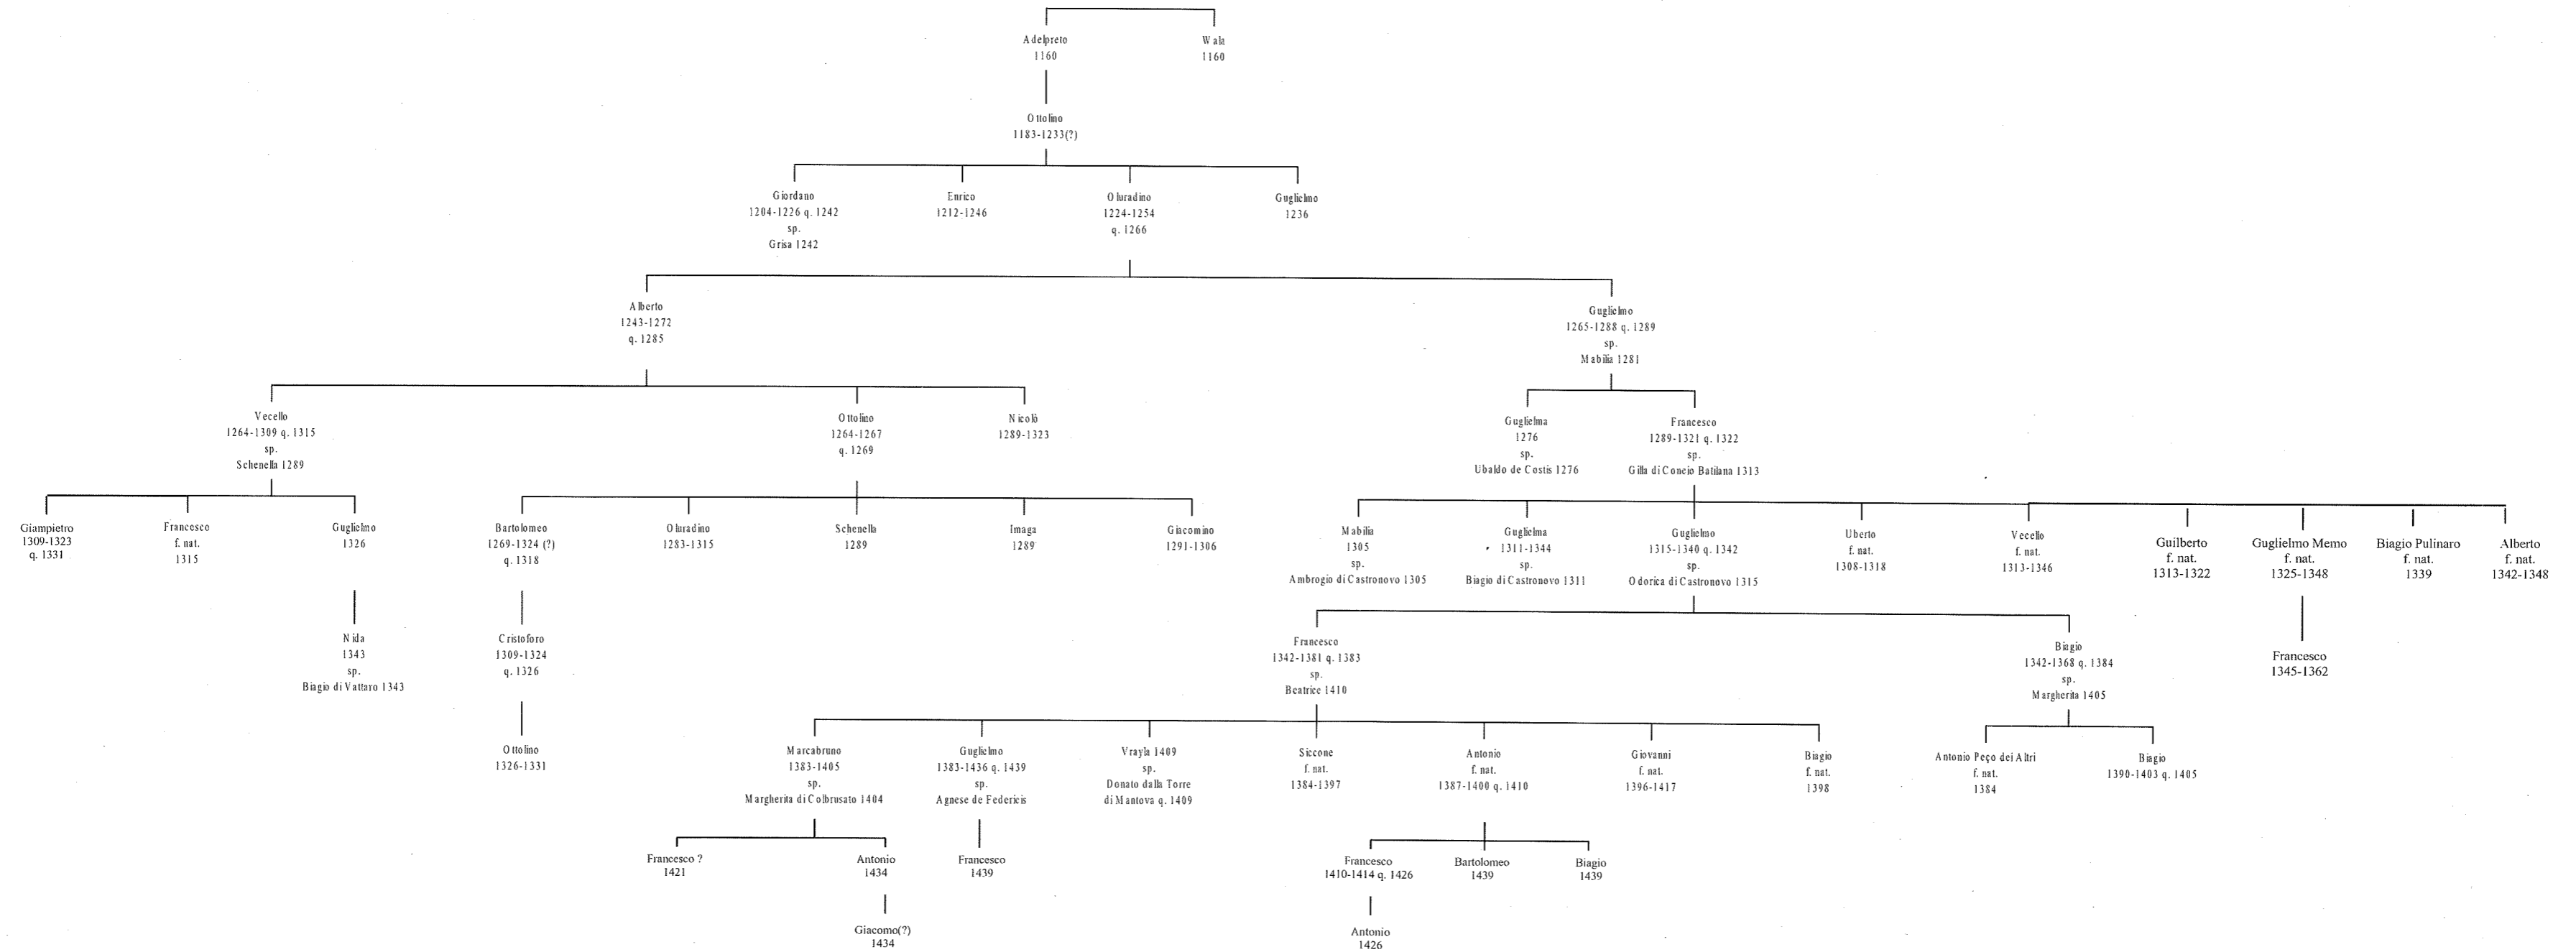 Adelpreto
1160
Wala
1160
Ottolino
1183-1233(?)
Giordano
1204-1226 q. 1242
sp.
Grisa 1242
Enrico
1212-1246
Oluradino
1224-1254
q. 1266
Guglielmo
1236
Alberto
1243-1272
q. 1285
Guglielmo
1265-1288 q. 1289
sp.
Mabilia 1281
Vecello
1264-1309 q. 1315
sp.
Schenella 1289
Ottolino
1264-1267
q. 1269
Nicolò
1289-1323
Guglielma
1276
sp.
Ubaldo de Costis 1276
Francesco
1289-1321 q. 1322
sp.
Gilla di Concio Batilana 1313
Giampietro
1309-1323
q. 1331
Francesco
f. nat.
1315
Guglielmo
1326
Bartolomeo
1269-1324 (?)
q. 1318
Oluradino
1283-1315
Schenella
1289
Imaga
1289
Giacomino
1291-1306
Mabilia
1305
sp.
Ambrogio di Castronovo 1305
Guglielma
1311-1344
sp.
Biagio di Castronovo 1311
Guglielmo
1315-1340 q. 1342
sp.
Odorica di Castronovo 1315
Uberto
f. nat.
1308-1318
Vecello
f. nat.
1313-1346
Guilberto
f. nat.
1313-1322
Guglielmo Memo
f. nat.
1325-1348
Biagio Pulinaro
f. nat.
1339
Alberto
f. nat.
1342-1348
Nida
1343
sp.
Biagio di Vattaro 1343
Cristoforo
1309-1324
q. 1326
Francesco
1342-1381 q. 1383
sp.
Beatrice 1410
Biagio
1342-1368 q. 1384
sp.
Margherita 1405
Francesco
1345-1362
Ottolino
1326-1331
Marcabruno
1383-1405
sp.
Margherita di Colbrusato 1404
Guglielmo
1383-1436 q. 1439
sp.
Agnese de Federicis
Vrayla 1409
sp.
Donato dalla Torre
di Mantova q. 1409
Siccone
f. nat.
1384-1397
Antonio
f. nat.
1387-1400 q. 1410
Giovanni
f. nat.
1396-1417
Biagio
f. nat.
1398
Antonio Peço dei Altri
f. nat.
1384
Biagio
1390-1403 q. 1405
Francesco ?
1421
Antonio
1434
Francesco
1439
Francesco
1410-1414 q. 1426
Bartolomeo
1439
Biagio
1439
Giacomo(?)
1434
Antonio
1426